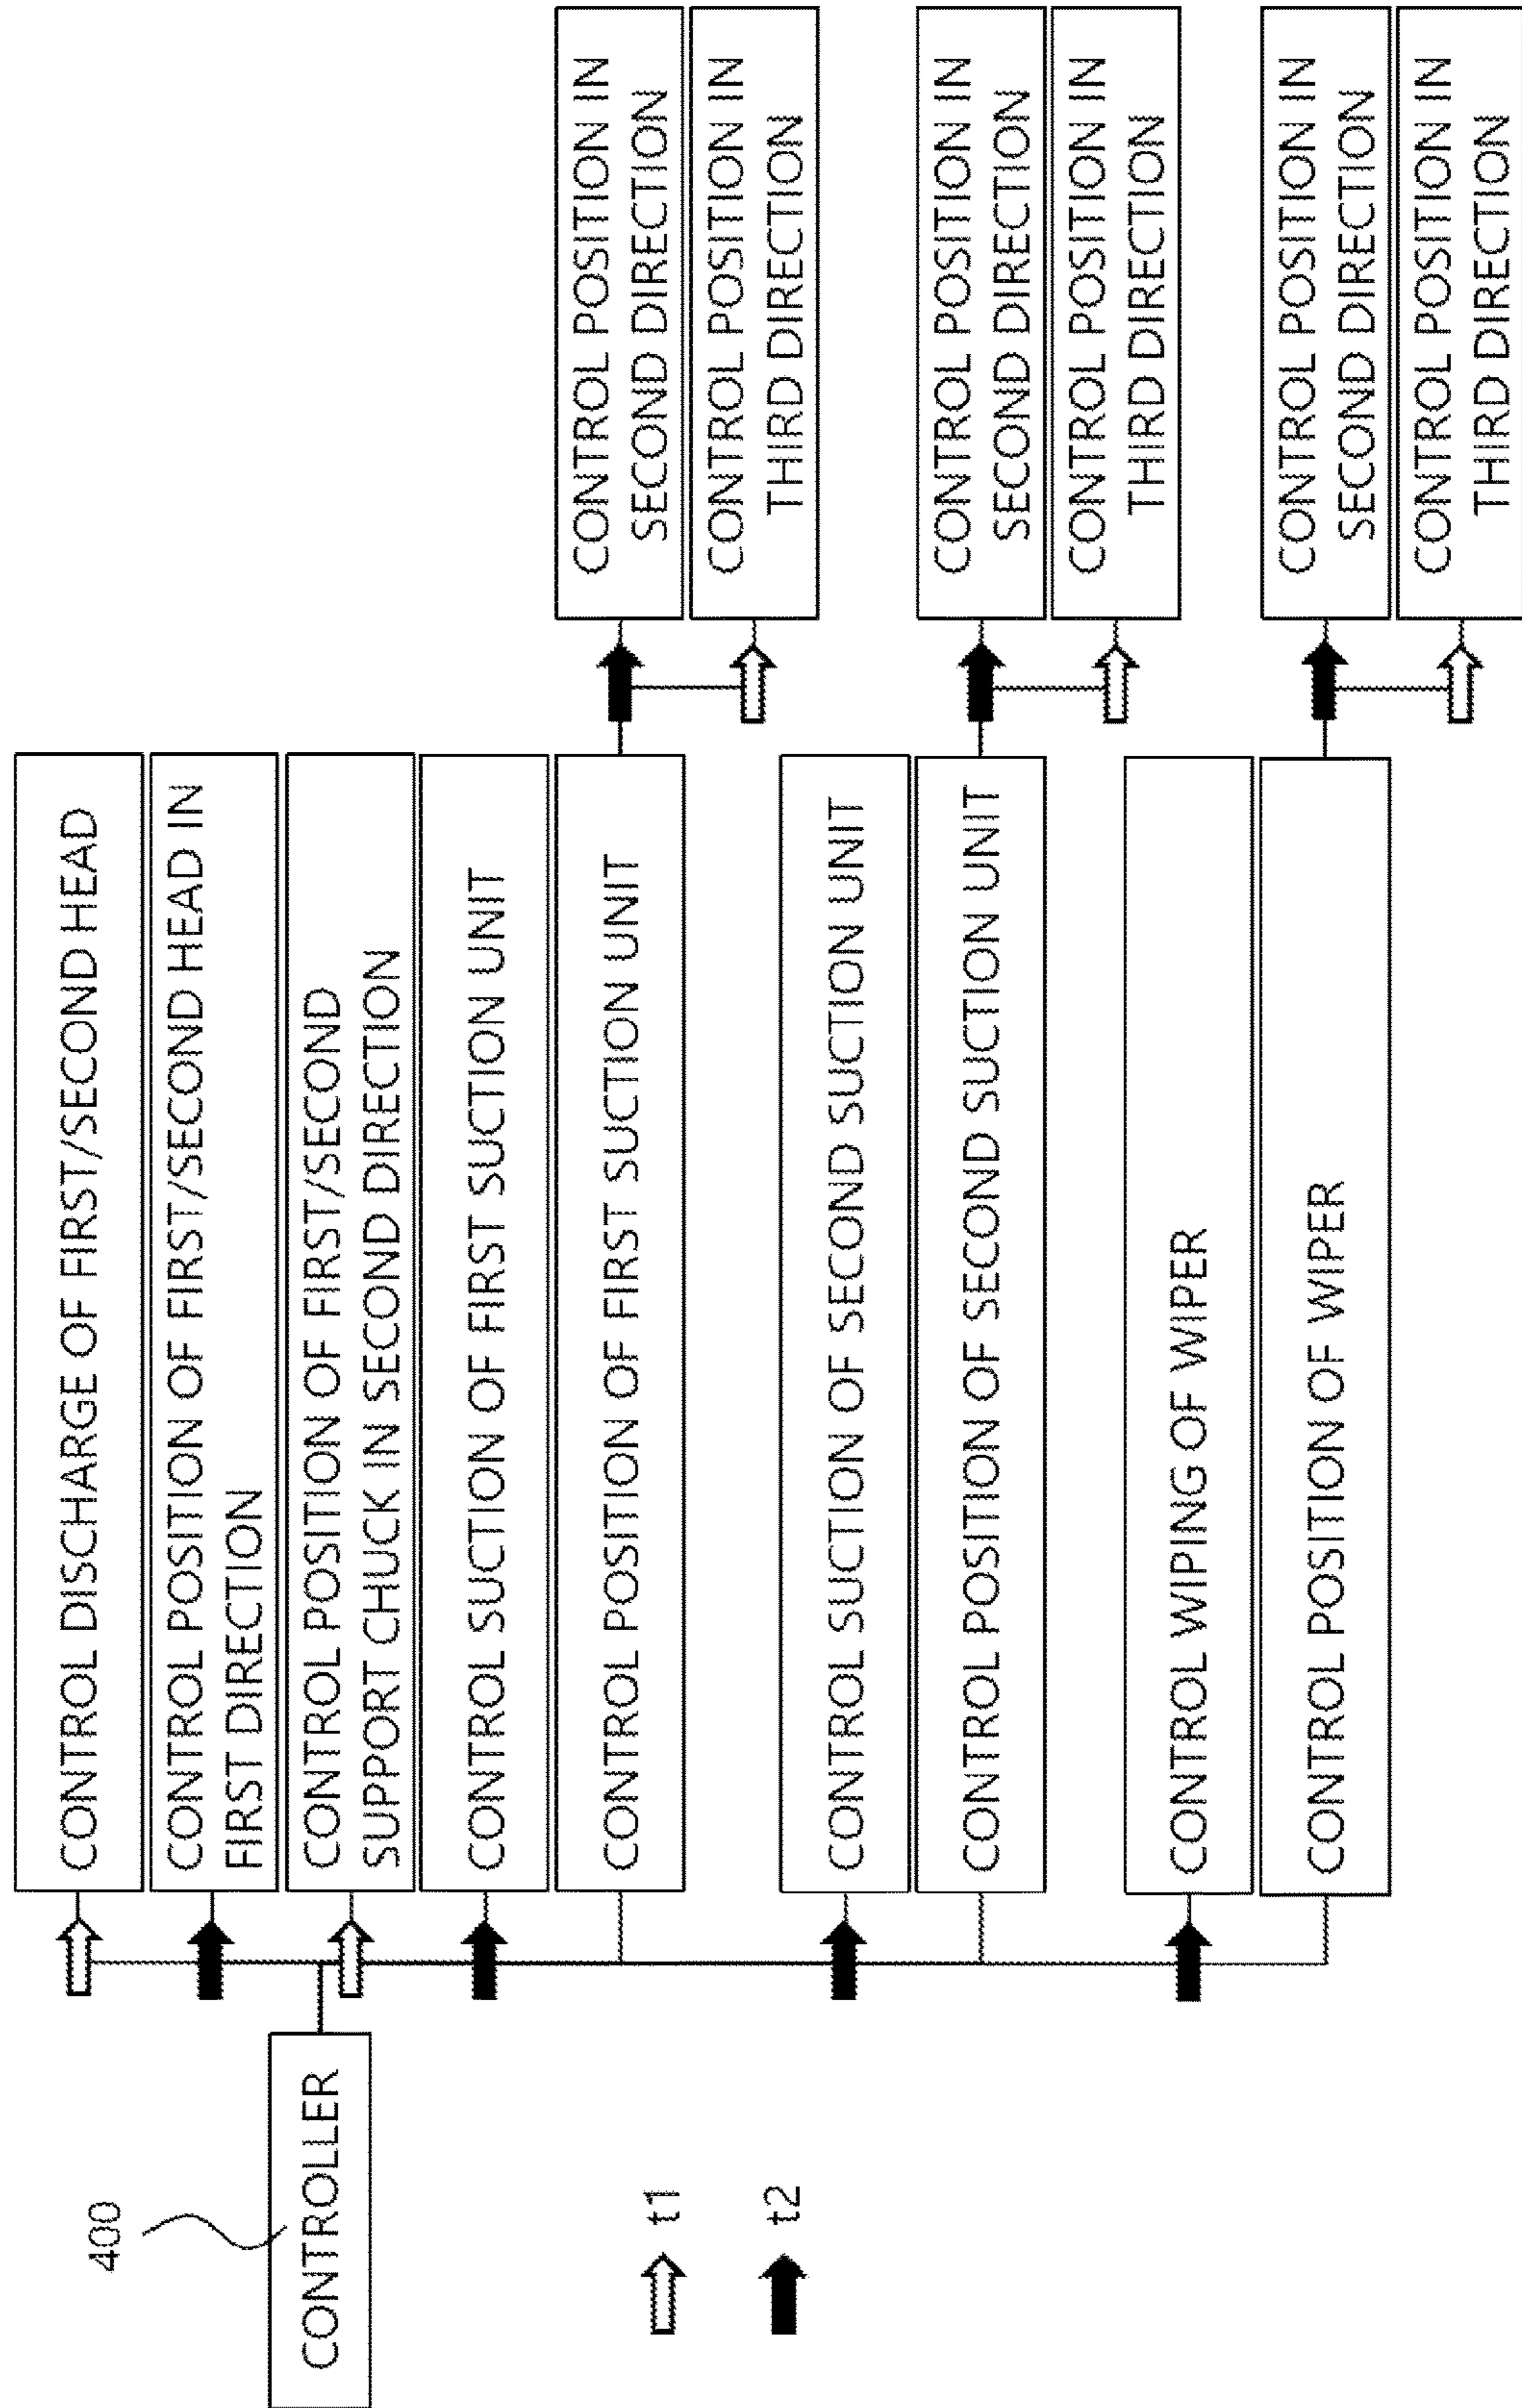 400
CONTROLLER
t1
t2
CONTROL DISCHARGE OF FIRST/SECOND HEAD
CONTROL POSITION OF FIRST/SECOND HEAD IN
FIRST DIRECTION
CONTROL POSITION OF FIRST/SECOND
SUPPORT CHUCK IN SECOND DIRECTION
CONTROL SUCTION OF FIRST SUCTION UNIT
CONTROL POSITION OF FIRST SUCTION UNIT
CONTROL POSITION IN
SECOND DIRECTION
CONTROL POSITION IN
THIRD DIRECTION
CONTROL SUCTION OF SECOND SUCTION UNIT
CONTROL POSITION OF SECOND SUCTION UNIT
CONTROL POSITION IN
SECOND DIRECTION
CONTROL POSITION IN
THIRD DIRECTION
CONTROL WIPING OF WIPER
CONTROL POSITION OF WIPER
CONTROL POSITION IN
SECOND DIRECTION
CONTROL POSITION IN
THIRD DIRECTION